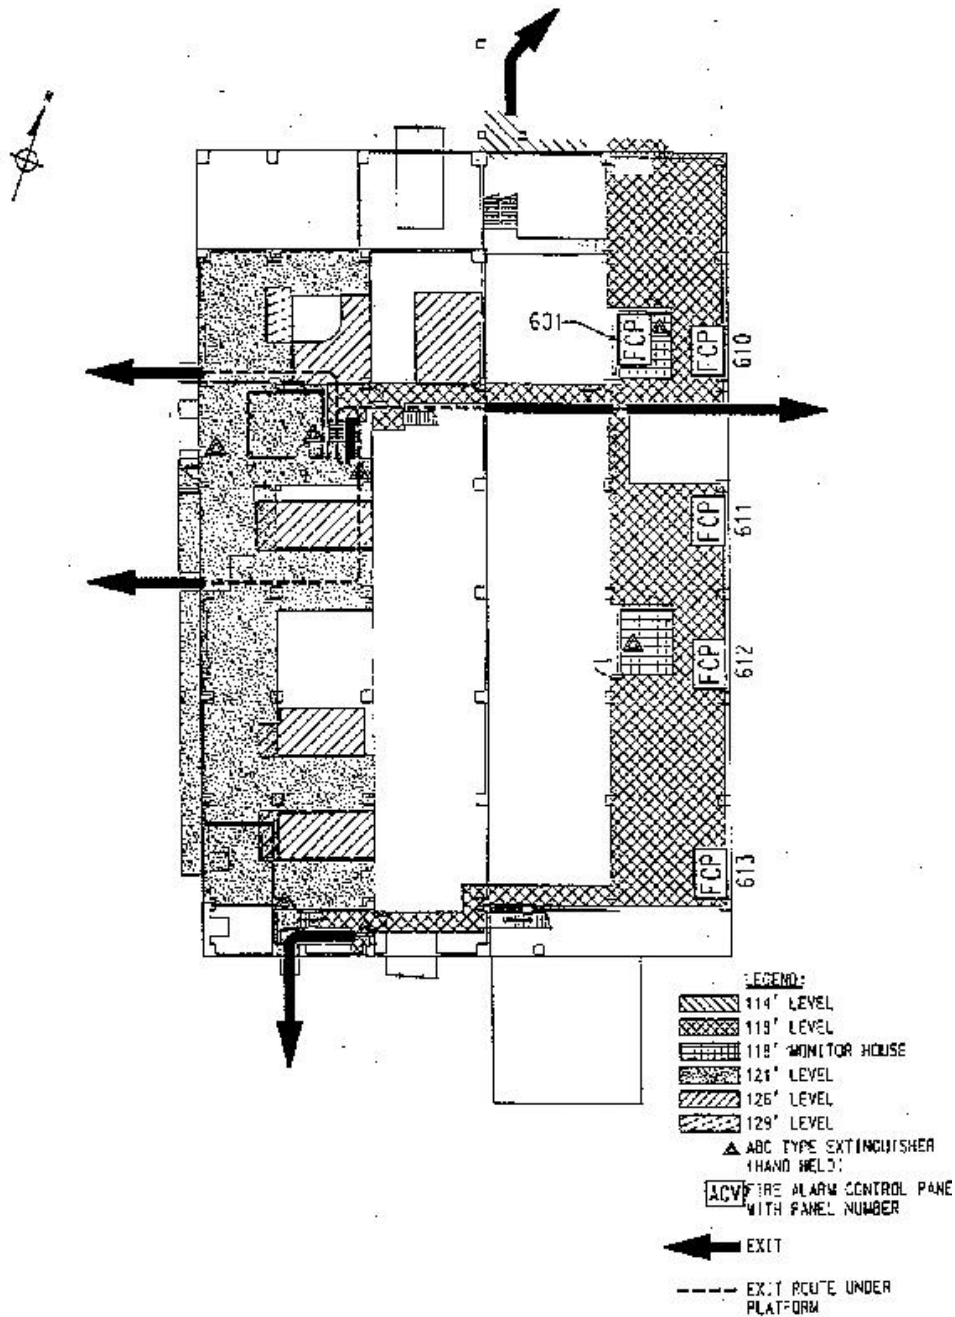 N
601
FCP
FCP
610
FCP
611
FCP
612
FCP
613
LEGEND:
114' LEVEL
LEVEL
118' MONITOR HOUSE
121' LEVEL
126' LEVEL
129' LEVEL
ABC TYPE EXTINGUISHER
(HAND HELD)
ACV FIRE ALARM CONTROL PANE
WITH PANEL NUMBER
EXIT
EXIT ROUTE UNDER
PLATFORM